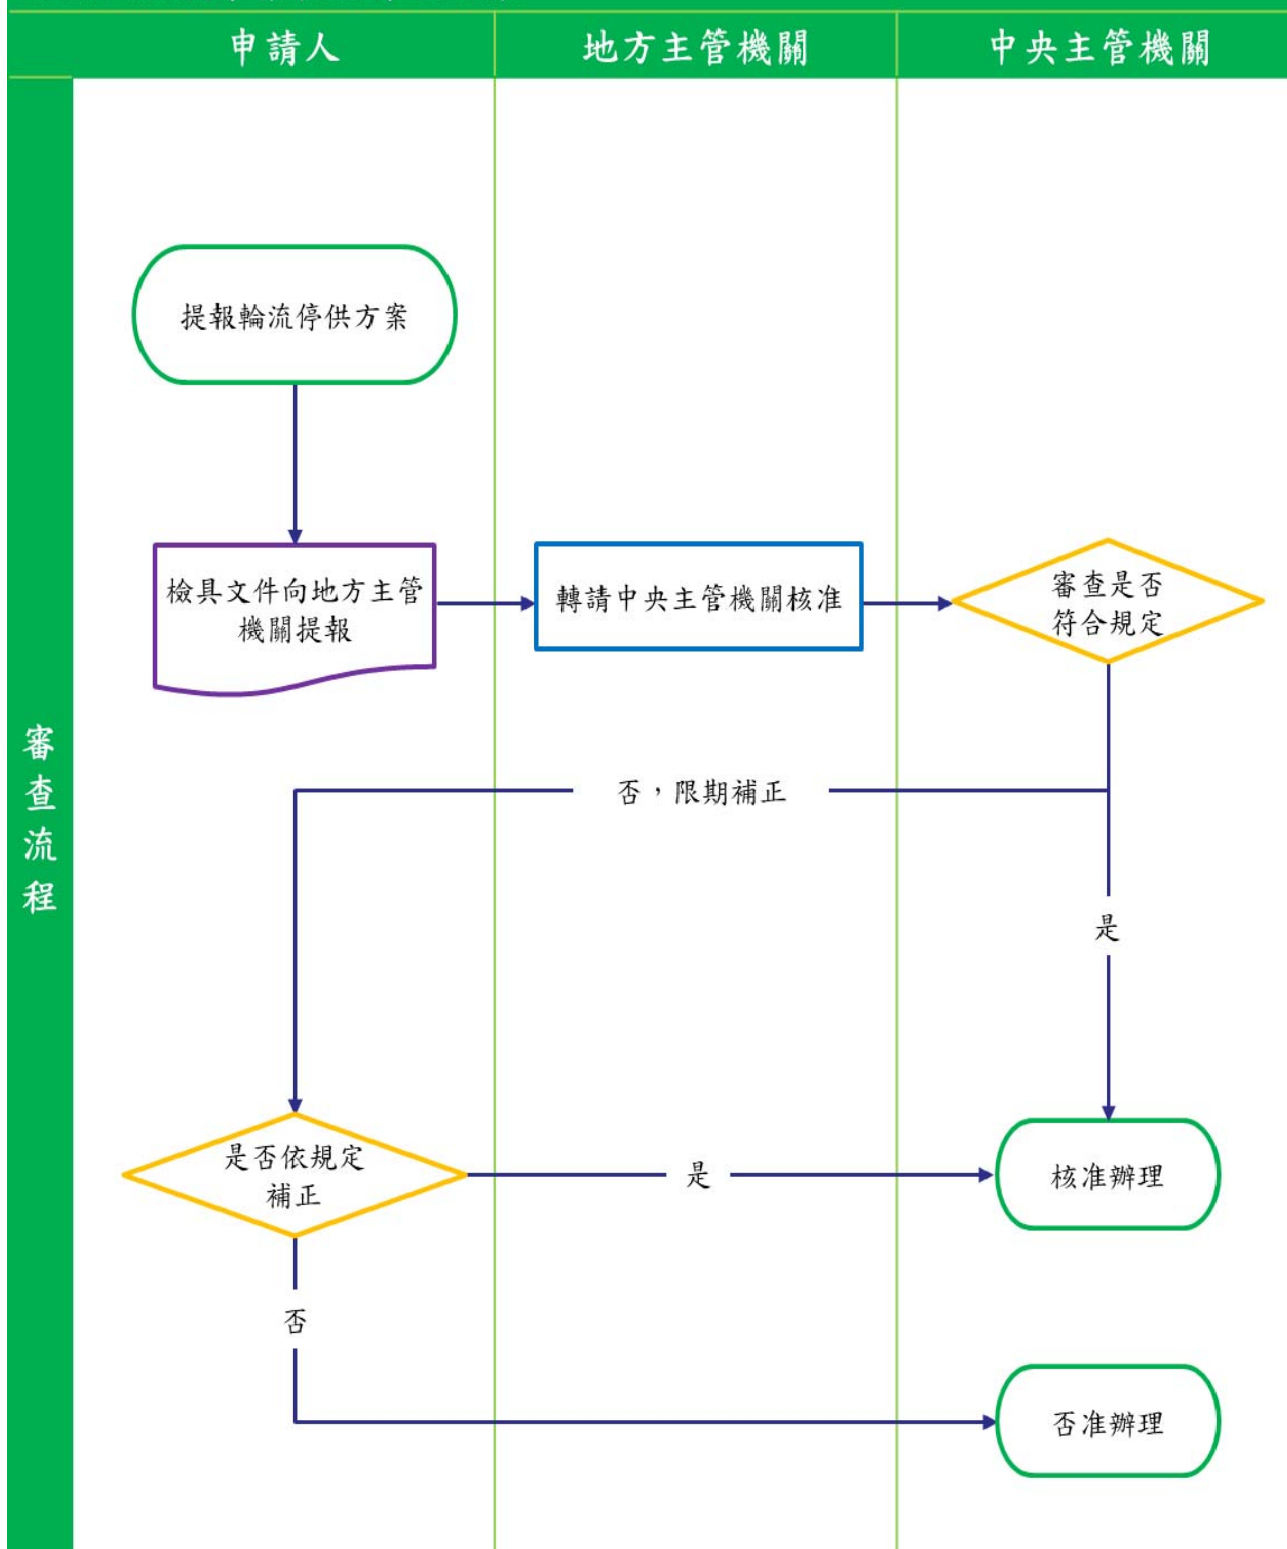 申請人
地方主管機關
中央主管機關
審查流程
提報輪流停供方案
檢具文件向地方主管
機關提報
轉請中央主管機關核准
審查是否
符合規定
否，限期補正
是
是否依規定
補正
是
核准辦理
否
否准辦理